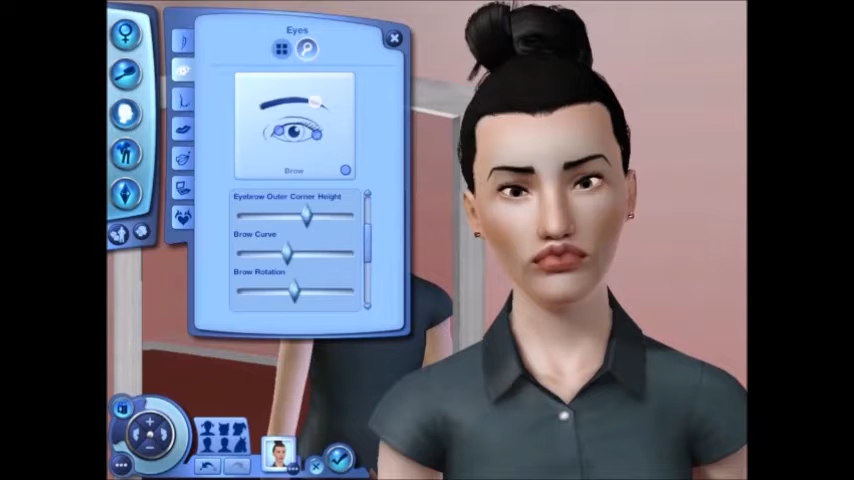 Eyes
Brow
Eyebrow Outer Corner Height
Brow Curve
Brow Rotation